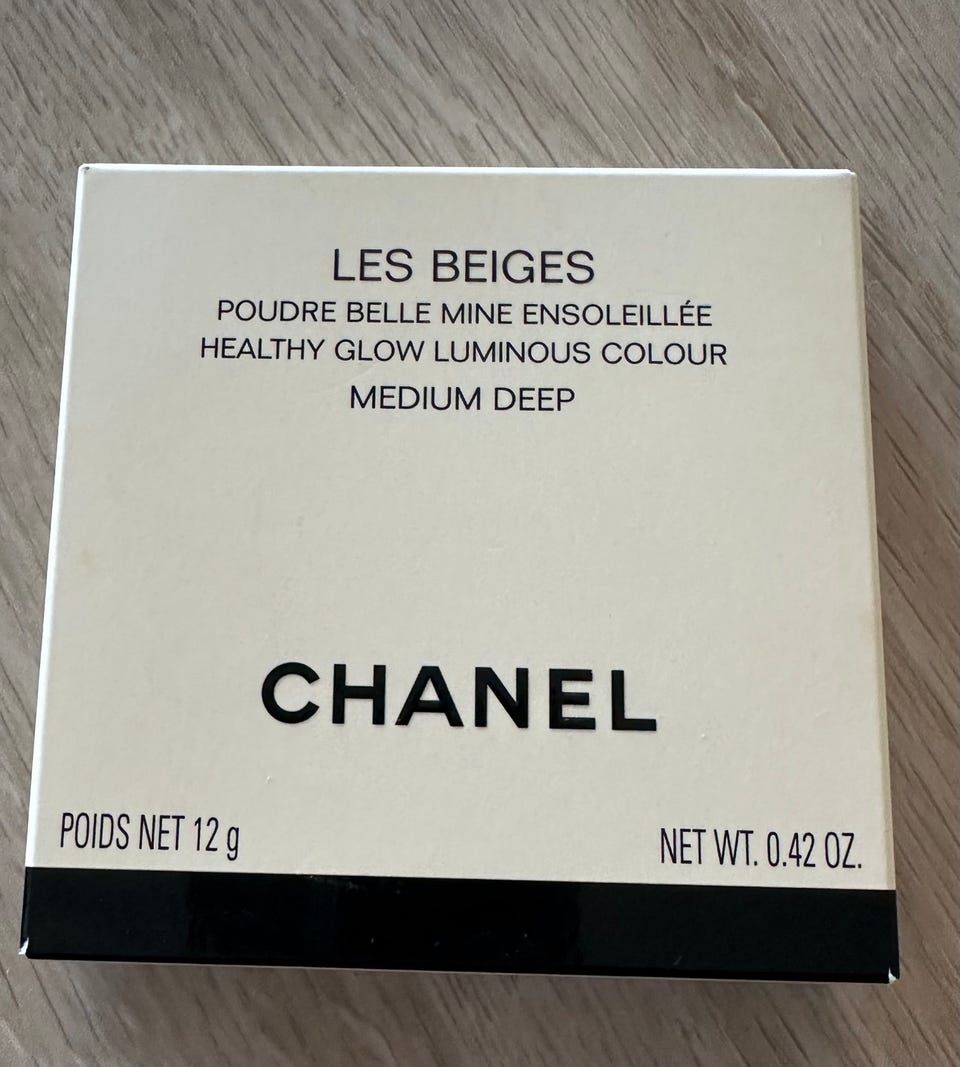 LES BEIGES
POUDRE BELLE MINE ENSOLEILLÉE
HEALTHY GLOW LUMINOUS COLOUR
MEDIUM DEEP
CHANEL
POIDS NET 12 g
NET WT. 0.42 OZ.